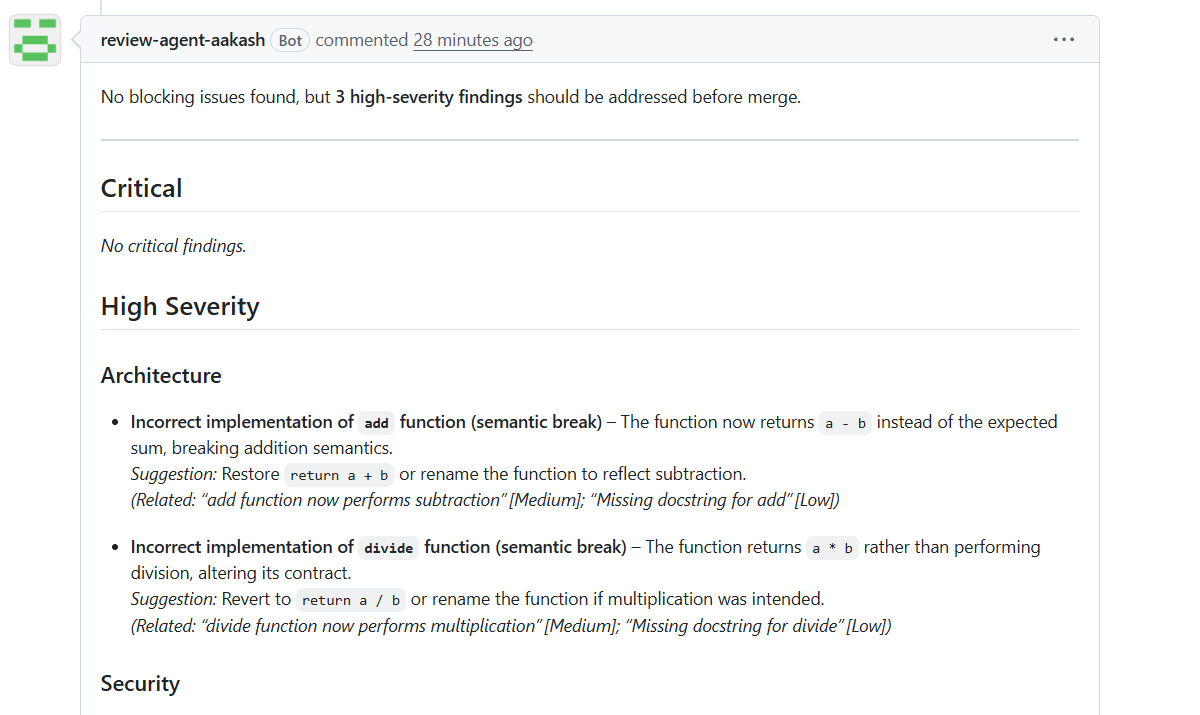 review-agent-aakash Bot commented 28 minutes ago
No blocking issues found, but 3 high-severity findings should be addressed before merge.
Critical
No critical findings.
High Severity
Architecture
• Incorrect implementation of add function (semantic break) – The function now returns a - b instead of the expected
sum, breaking addition semantics.
Suggestion: Restore return a + b or rename the function to reflect subtraction.
(Related: “add function now performs subtraction” [Medium]; “Missing docstring for add” [Low])
• Incorrect implementation of divide function (semantic break) – The function returns a * b rather than performing
division, altering its contract.
Suggestion: Revert to return a / b or rename the function if multiplication was intended.
(Related: “divide function now performs multiplication” [Medium]; “Missing docstring for divide” [Low])
Security